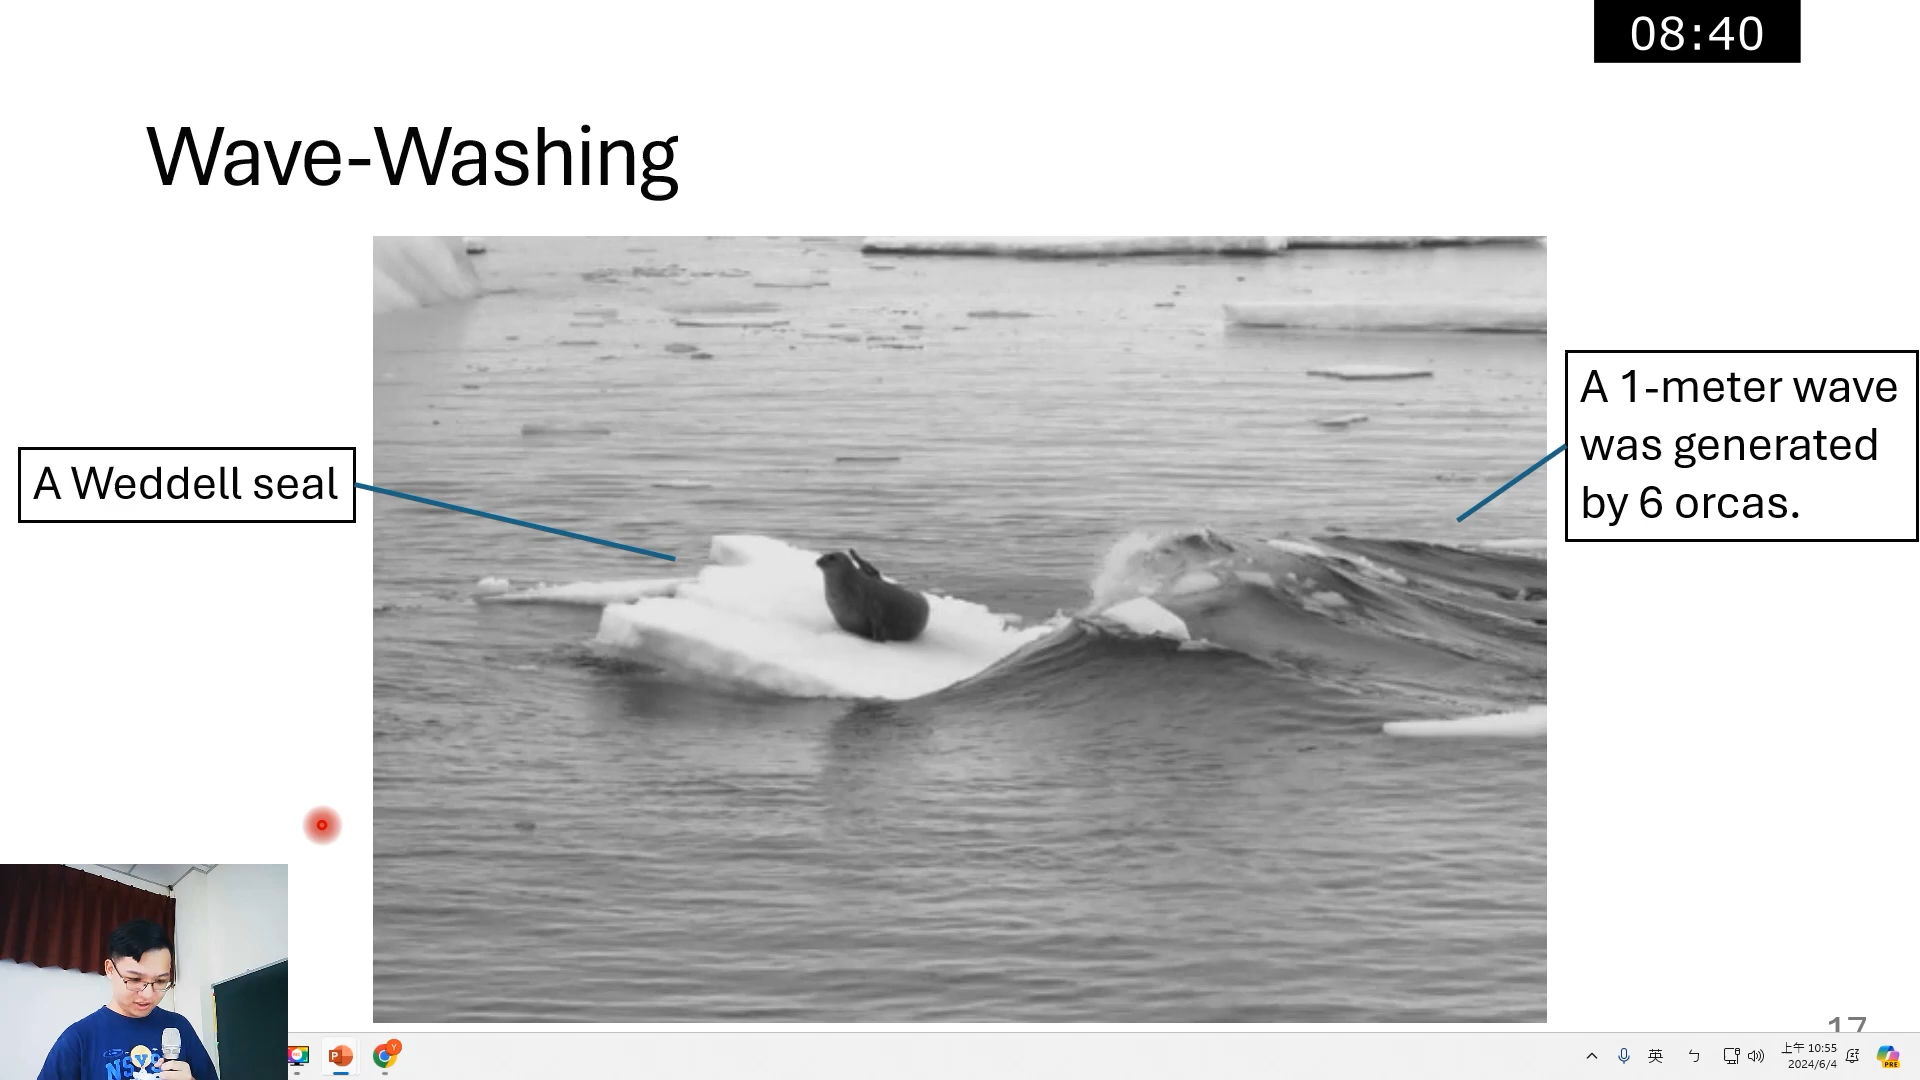 08:40
Wave-Washing
A Weddell seal
A 1-meter wave
was generated
by 6 orcas.
17
英
ㄅ
上午 10:55
2024/6/4
PRE
Y
P